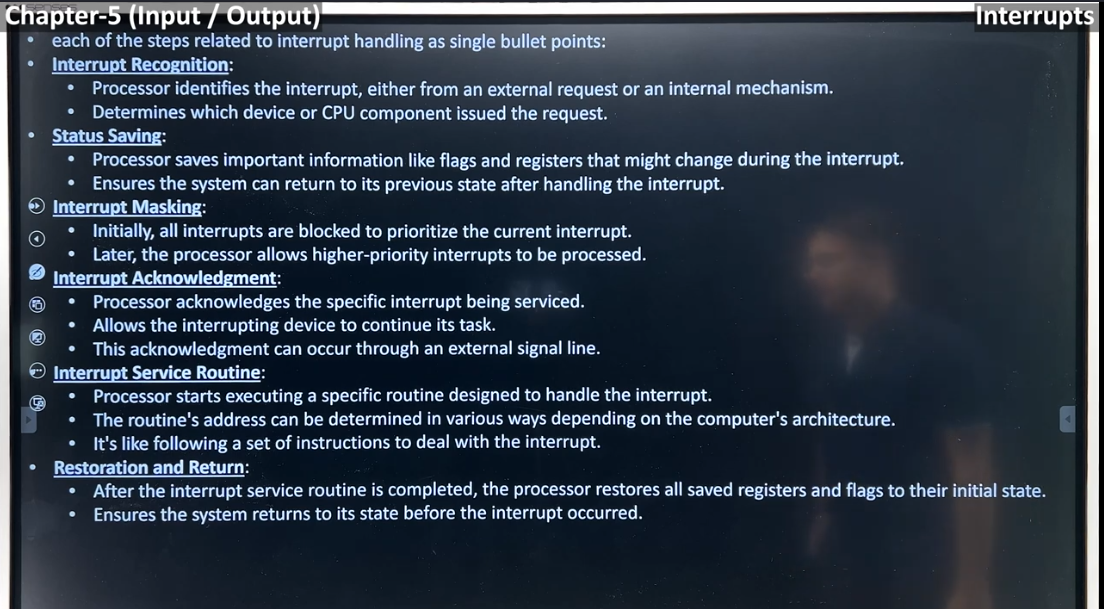 Chapter-5 (Input / Output)
Interrupts
• each of the steps related to interrupt handling as single bullet points:
• Interrupt Recognition:
• Processor identifies the interrupt, either from an external request or an internal mechanism.
• Determines which device or CPU component issued the request.
• Status Saving:
• Processor saves important information like flags and registers that might change during the interrupt.
• Ensures the system can return to its previous state after handling the interrupt.
Interrupt Masking:
• Initially, all interrupts are blocked to prioritize the current interrupt.
• Later, the processor allows higher-priority interrupts to be processed.
Interrupt Acknowledgment:
• Processor acknowledges the specific interrupt being serviced.
• Allows the interrupting device to continue its task.
• This acknowledgment can occur through an external signal line.
Interrupt Service Routine:
• Processor starts executing a specific routine designed to handle the interrupt.
• The routine's address can be determined in various ways depending on the computer's architecture.
• It's like following a set of instructions to deal with the interrupt.
• Restoration and Return:
• After the interrupt service routine is completed, the processor restores all saved registers and flags to their initial state.
• Ensures the system returns to its state before the interrupt occurred.